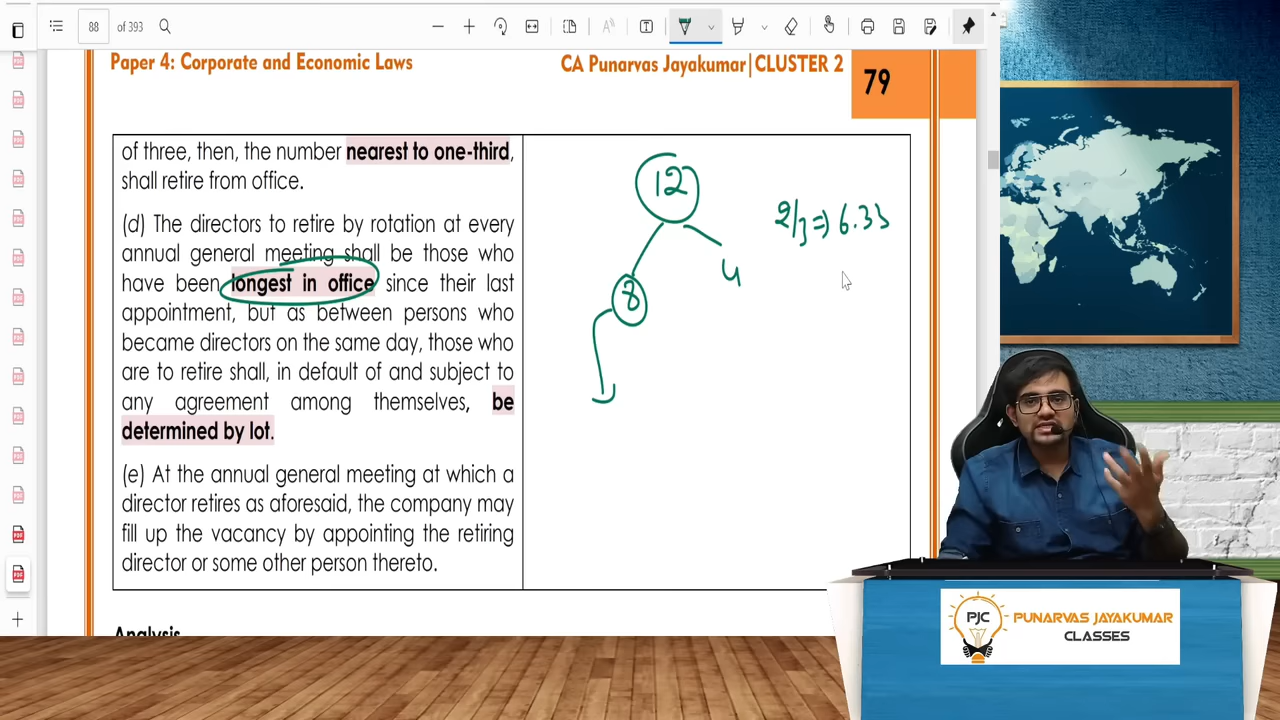 88 of 393
Paper 4: Corporate and Economic Laws
CA Punarvas Jayakumar|CLUSTER 2
79
of three, then, the number nearest to one-third,
shall retire from office.
(d) The directors to retire by rotation at every
annual general meeting shall be those who
have been longest in office since their last
appointment, but as between persons who
became directors on the same day, those who
are to retire shall, in default of and subject to
any agreement among themselves, be
determined by lot.
(e) At the annual general meeting at which a
director retires as aforesaid, the company may
fill up the vacancy by appointing the retiring
director or some other person thereto.
12
2/3 => 6.33
8
4
Analysis
PJC
PUNARVAS JAYAKUMAR
CLASSES